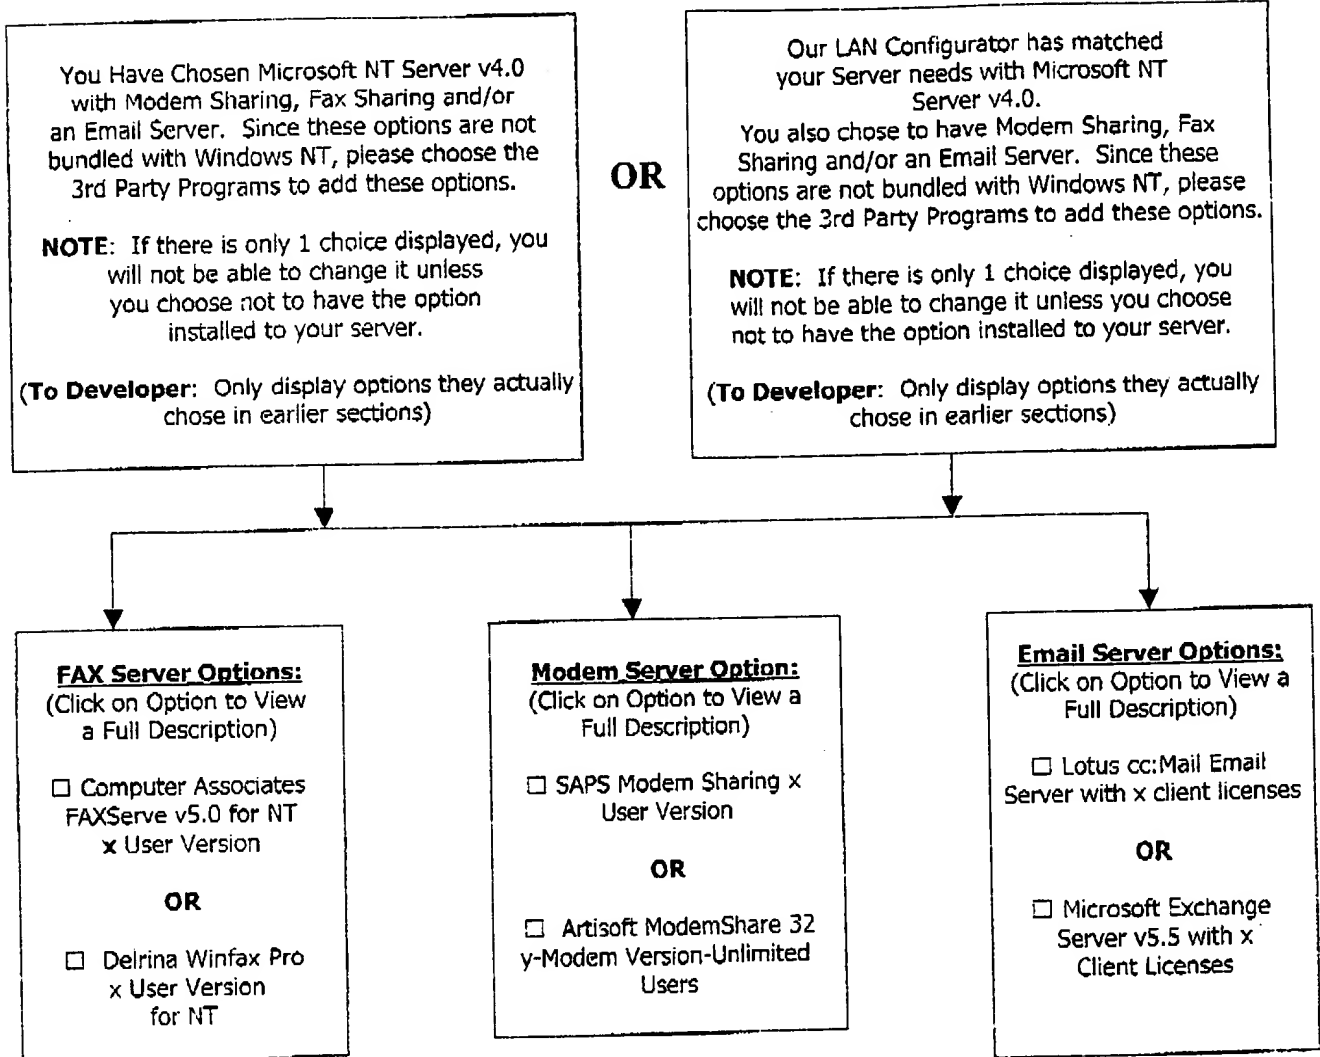 You Have Chosen Microsoft NT Server v4.0
with Modem Sharing, Fax Sharing and/or
an Email Server. Since these options are not
bundled with Windows NT, please choose the
3rd Party Programs to add these options.
NOTE: If there is only 1 choice displayed, you
will not be able to change it unless
you choose not to have the option
installed to your server.
(To Developer: Only display options they actually
chose in earlier sections)
OR
Our LAN Configurator has matched
your Server needs with Microsoft NT
Server v4.0.
You also chose to have Modem Sharing, Fax
Sharing and/or an Email Server. Since these
options are not bundled with Windows NT, please
choose the 3rd Party Programs to add these options.
NOTE: If there is only 1 choice displayed, you
will not be able to change it unless you choose
not to have the option installed to your server.
(To Developer: Only display options they actually
chose in earlier sections)
FAX Server Options:
(Click on Option to View
a Full Description)
☐ Computer Associates
FAXServe v5.0 for NT
x User Version
OR
☐ Delrina Winfax Pro
x User Version
for NT
Modem Server Option:
(Click on Option to View a
Full Description)
☐ SAPS Modem Sharing x
User Version
OR
☐ Artisoft ModemShare 32
y-Modem Version-Unlimited
Users
Email Server Options:
(Click on Option to View a
Full Description)
☐ Lotus cc:Mail Email
Server with x client licenses
OR
☐ Microsoft Exchange
Server v5.5 with x
Client Licenses